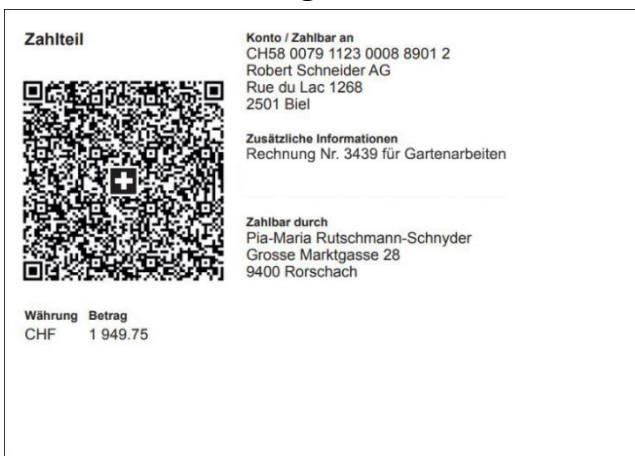 Zahlteil
Konto / Zahlbar an
CH58 0079 1123 0008 8901 2
Robert Schneider AG
Rue du Lac 1268
2501 Biel
Zusätzliche Informationen
Rechnung Nr. 3439 für Gartenarbeiten
Zahlbar durch
Pia-Maria Rutschmann-Schnyder
Grosse Marktgasse 28
9400 Rorschach
Währung Betrag
CHF 1 949.75